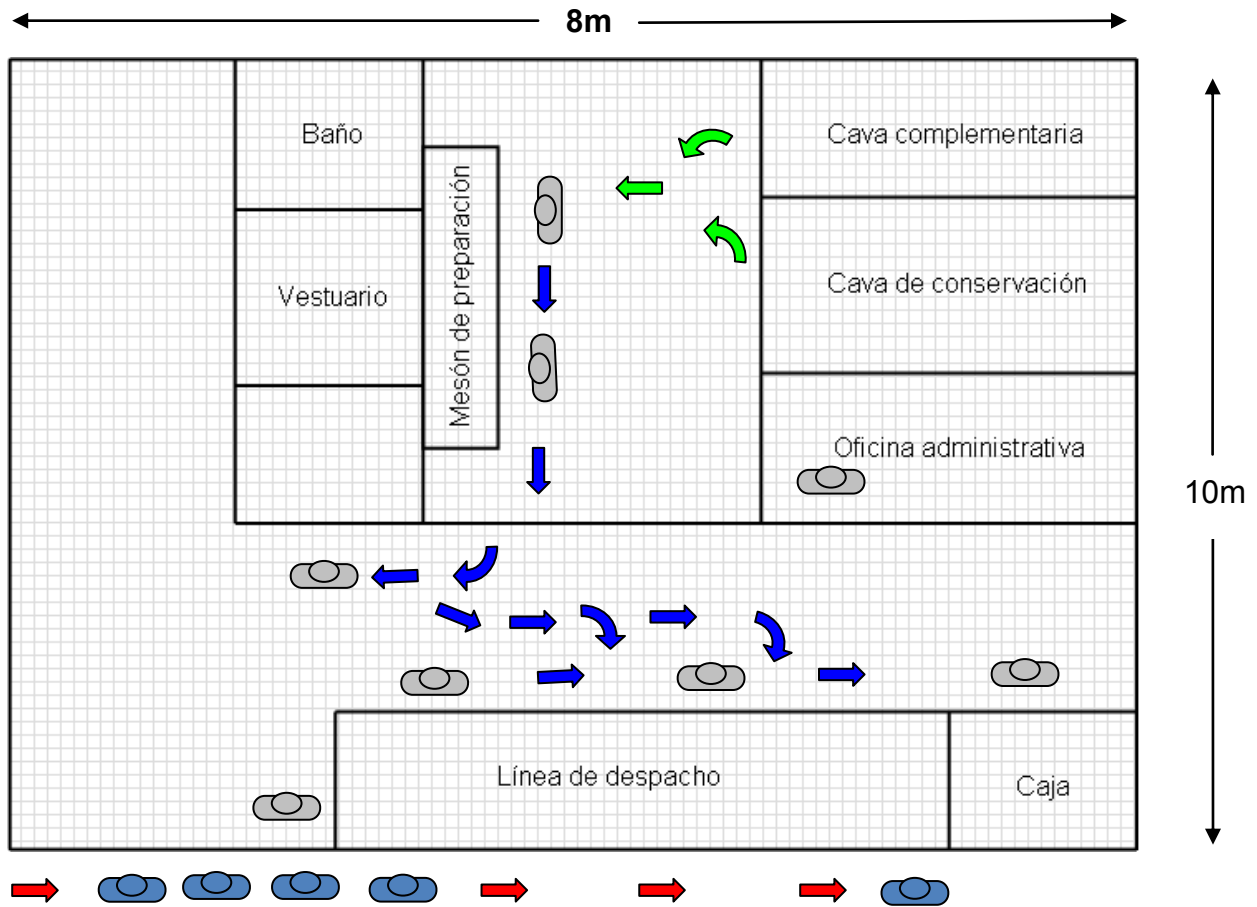 8m
Baño
Cava complementaria
Mesón de preparación
Vestuario
Cava de conservación
Oficina administrativa
10m
Línea de despacho
Caja